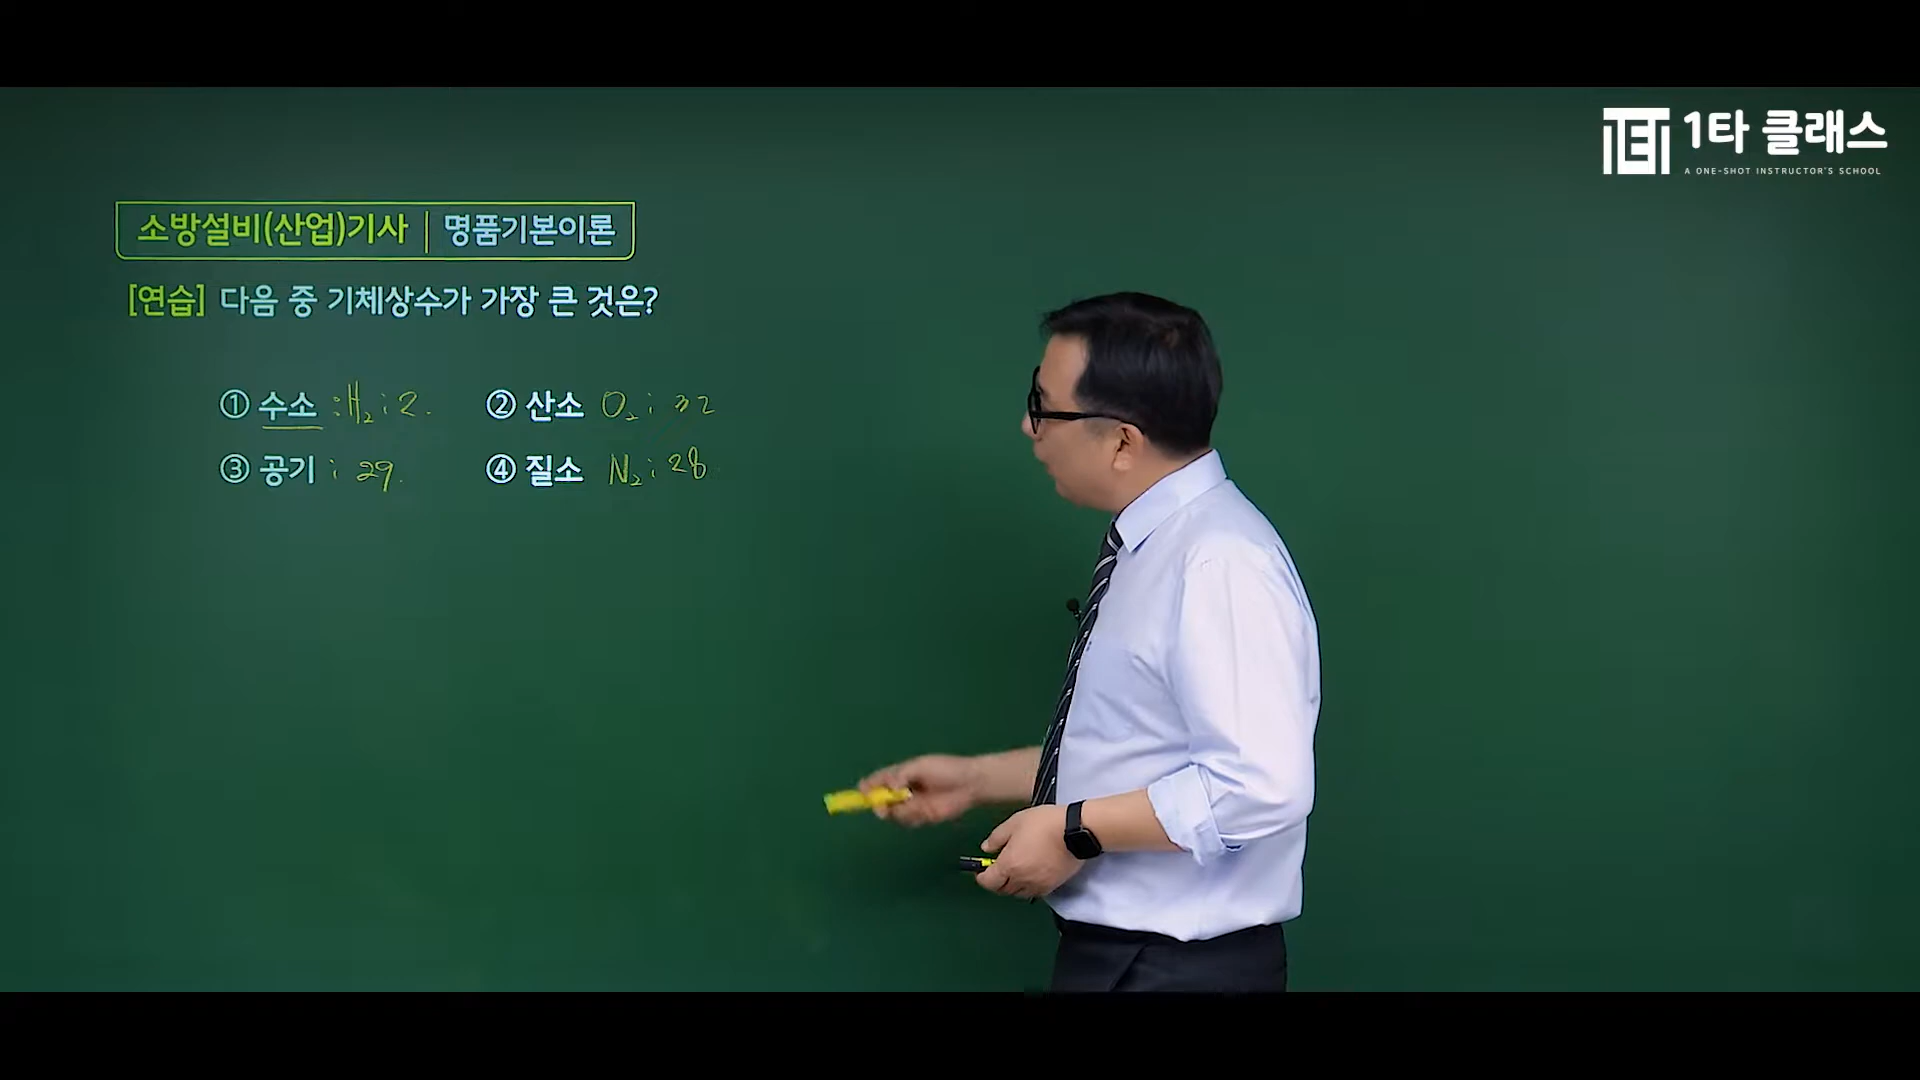 1타 클래스
A ONE-SHOT INSTRUCTOR'S SCHOOL
소방설비(산업)기사 | 명품기본이론
[연습] 다음 중 기체상수가 가장 큰 것은?
① 수소 : H₂ : 2. ② 산소 O₂ : 32
③ 공기 : 29. ④ 질소 N₂ : 28.